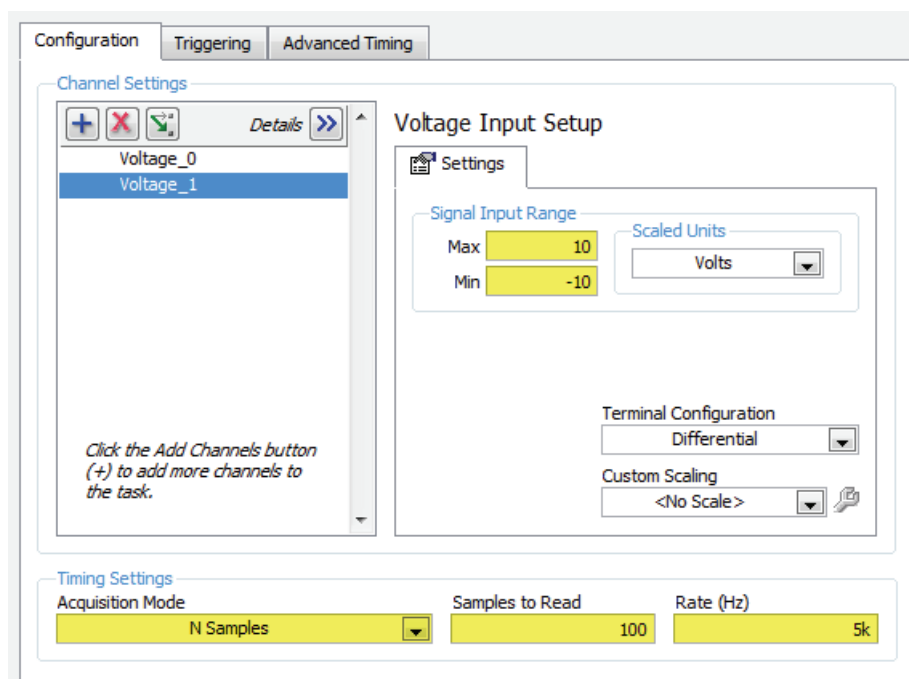 Configuration Triggering Advanced Timing
Channel Settings
Details
Voltage_0
Voltage_1
Click the Add Channels button
(+) to add more channels to
the task.
Voltage Input Setup
Settings
Signal Input Range
Max 10
Min -10
Scaled Units
Volts
Terminal Configuration
Differential
Custom Scaling
<No Scale>
Timing Settings
Acquisition Mode Samples to Read Rate (Hz)
N Samples 100 5k